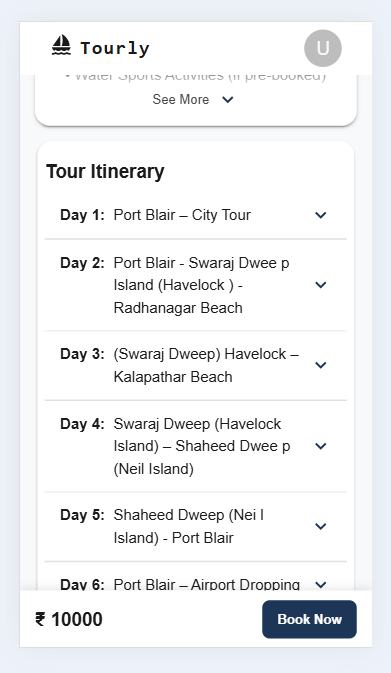 Tourly
U
• Water Sports Activities (if pre-booked)
See More
Tour Itinerary
Day 1: Port Blair – City Tour
Day 2: Port Blair - Swaraj Dwee p
Island (Havelock ) -
Radhanagar Beach
Day 3: (Swaraj Dweep) Havelock –
Kalapathar Beach
Day 4: Swaraj Dweep (Havelock
Island) – Shaheed Dwee p
(Neil Island)
Day 5: Shaheed Dweep (Nei l
Island) - Port Blair
Day 6: Port Blair – Airport Dropping
₹ 10000
Book Now